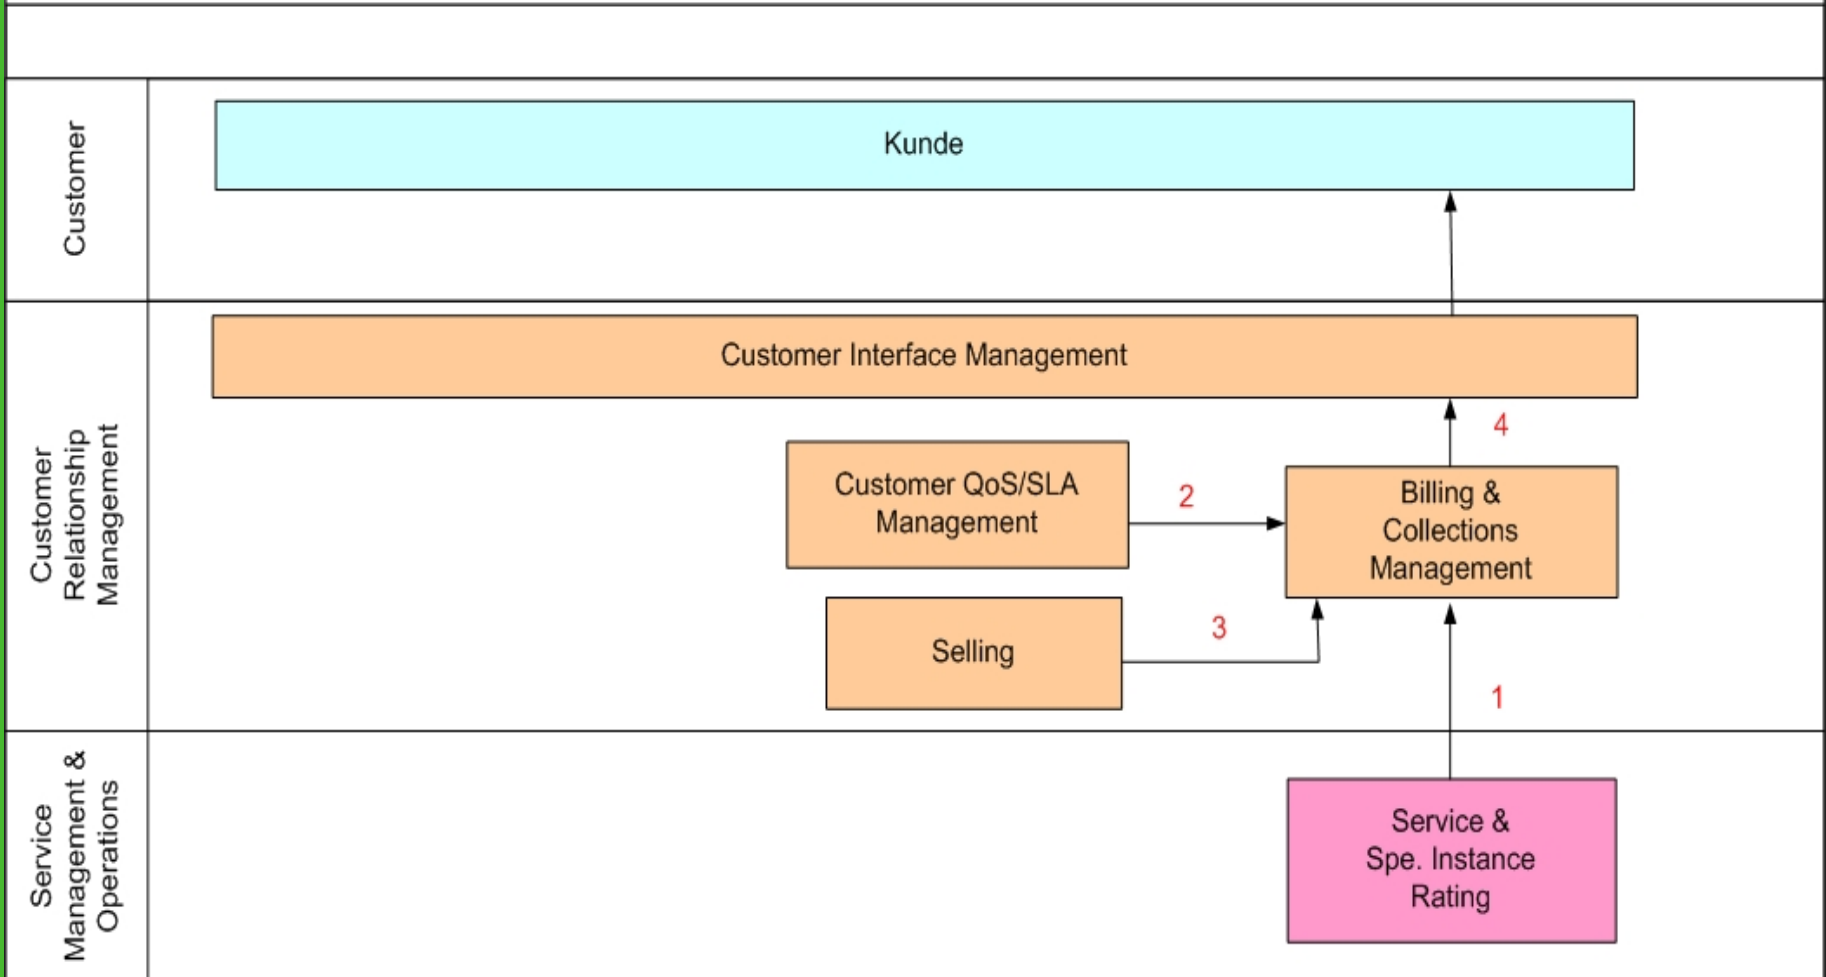 Customer
Kunde
Customer
Relationship
Management
Customer Interface Management
4
Customer QoS/SLA
Management
2
Billing &
Collections
Management
Selling
3
1
Service
Management &
Operations
Service &
Spe. Instance
Rating